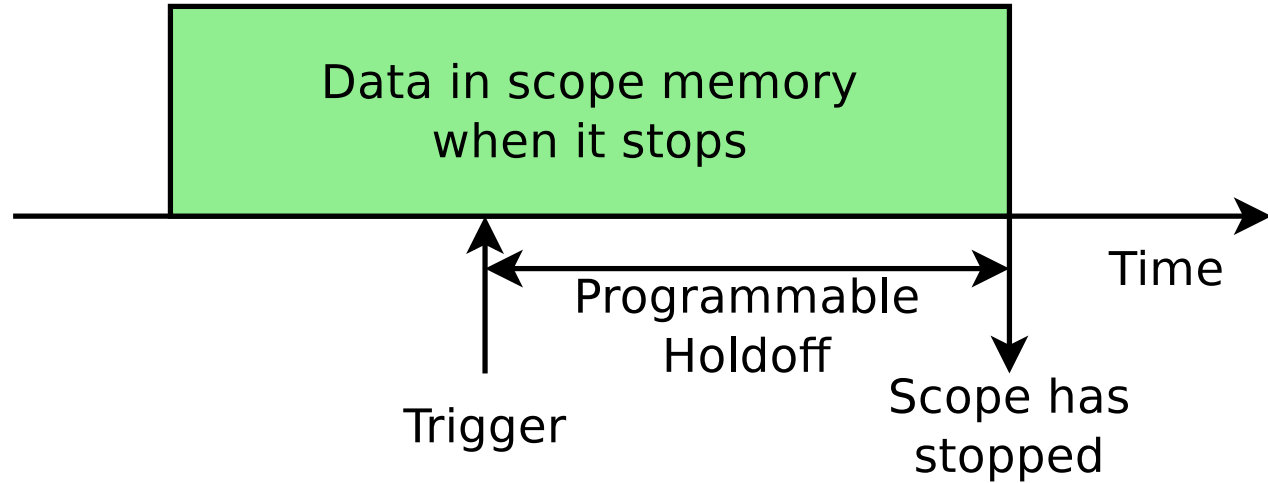 Data in scope memory
when it stops
Time
Programmable
Holdoff
Trigger
Scope has
stopped